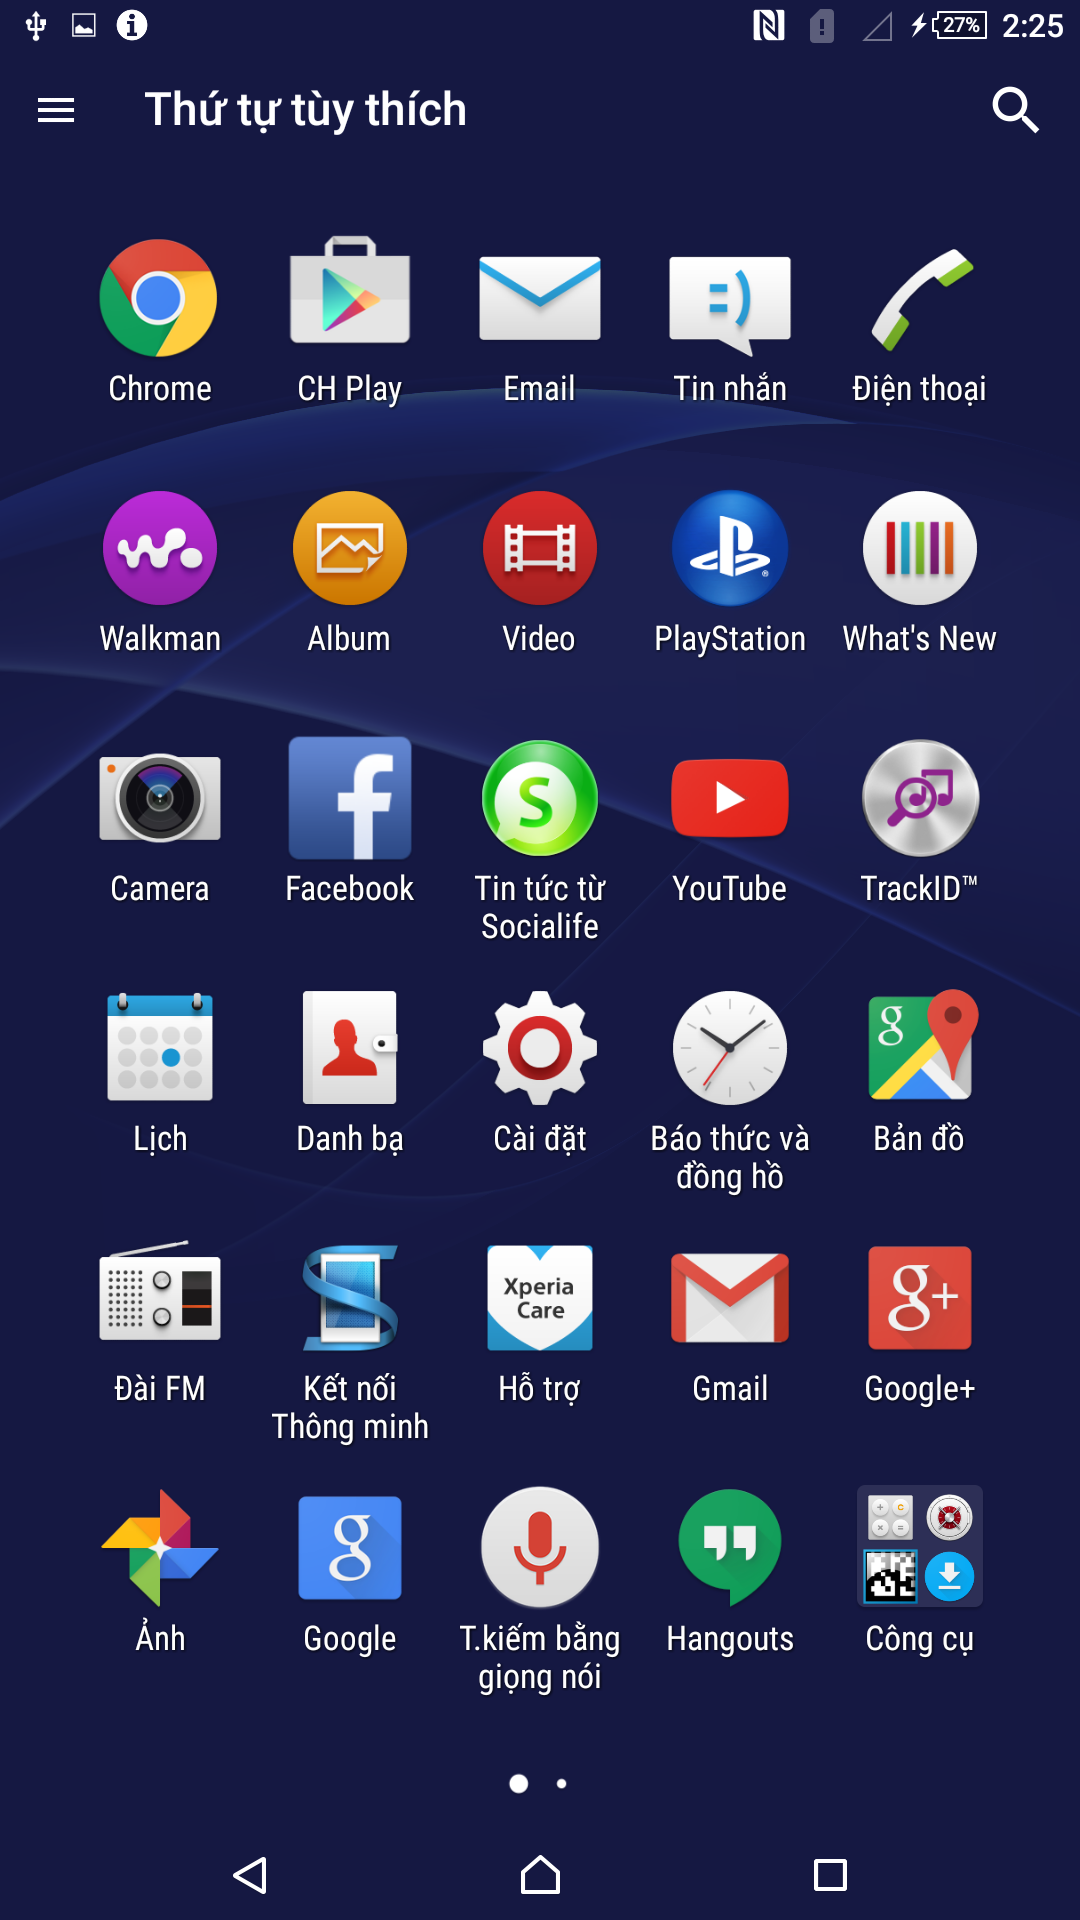 27% 2:25
Thứ tự tùy thích
Chrome CH Play Email Tin nhắn Điện thoại
Walkman Album Video PlayStation What's New
Camera Facebook Tin tức từ YouTube TrackID™
Socialife
Lịch Danh bạ Cài đặt Báo thức và Bản đồ
đồng hồ
Xperia
Care
Đài FM Kết nối Hỗ trợ Gmail Google+
Thông minh
Ảnh Google T.kiếm bằng Hangouts Công cụ
giọng nói